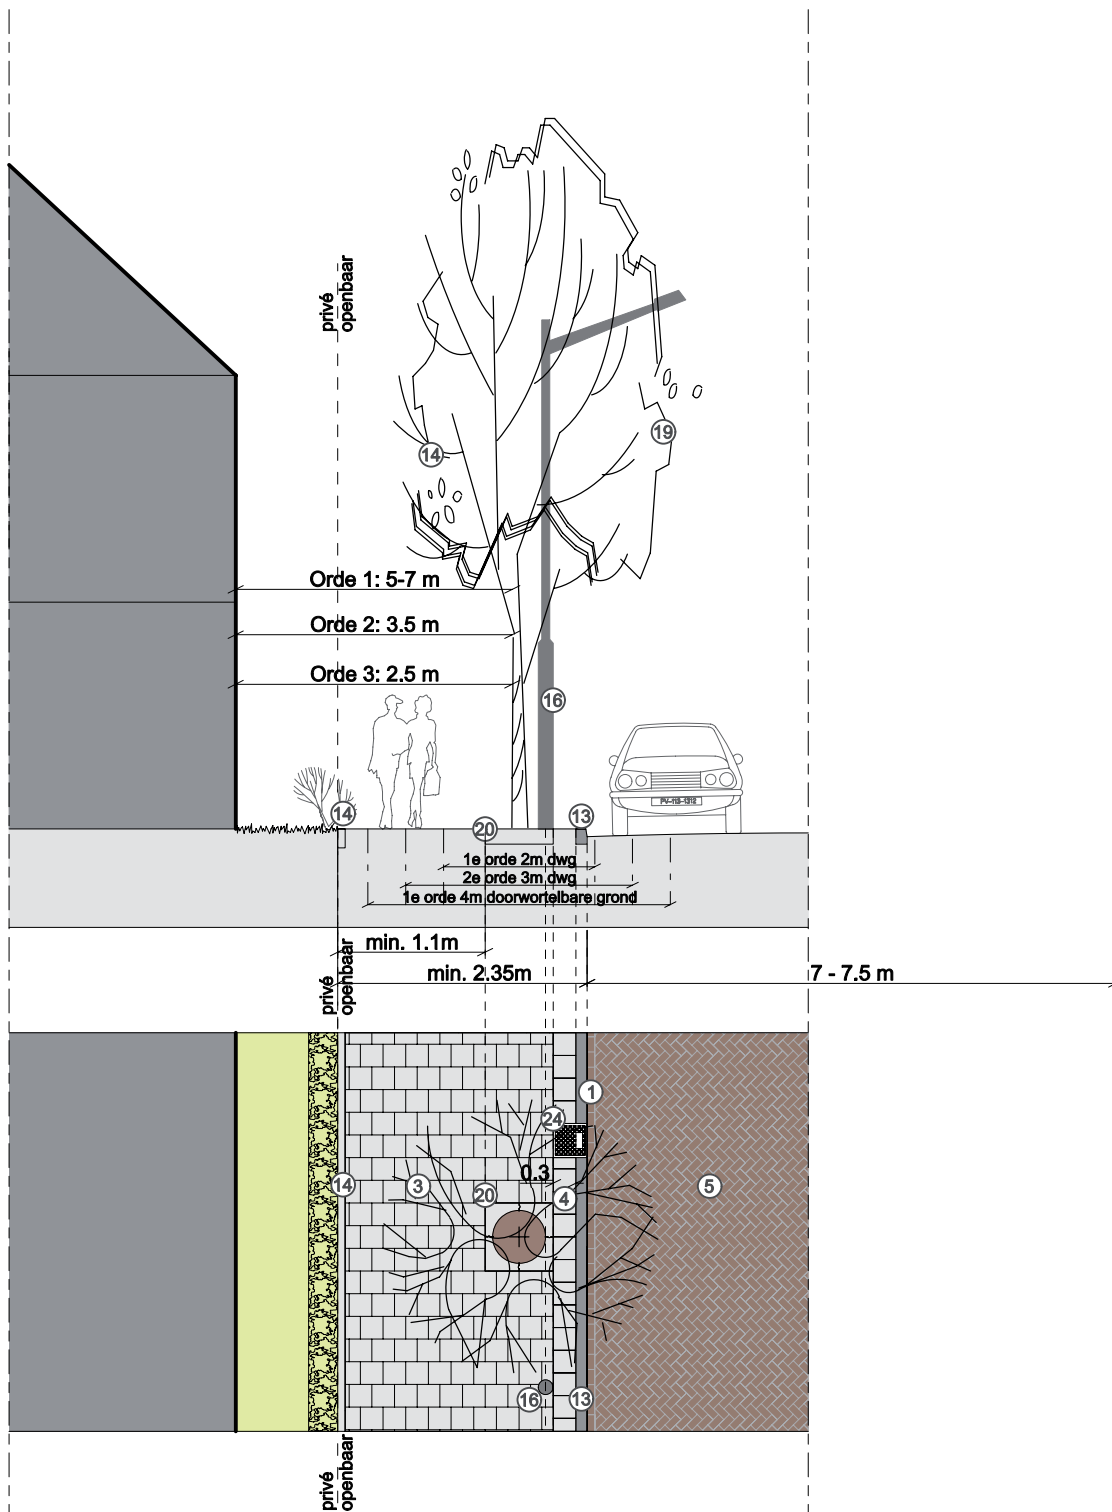 privé
openbaar
19
14
Orde 1: 5-7 m
Orde 2: 3.5 m
Orde 3: 2.5 m
16
14
20
13
PV-113-1312
1e orde 2m dwg
2e orde 3m dwg
1e orde 4m doorwortelbare grond
min. 1.1m
min. 2.35m
7 - 7.5 m
privé
openbaar
1
24
0.3
14
3
20
4
5
16
13
privé
openbaar